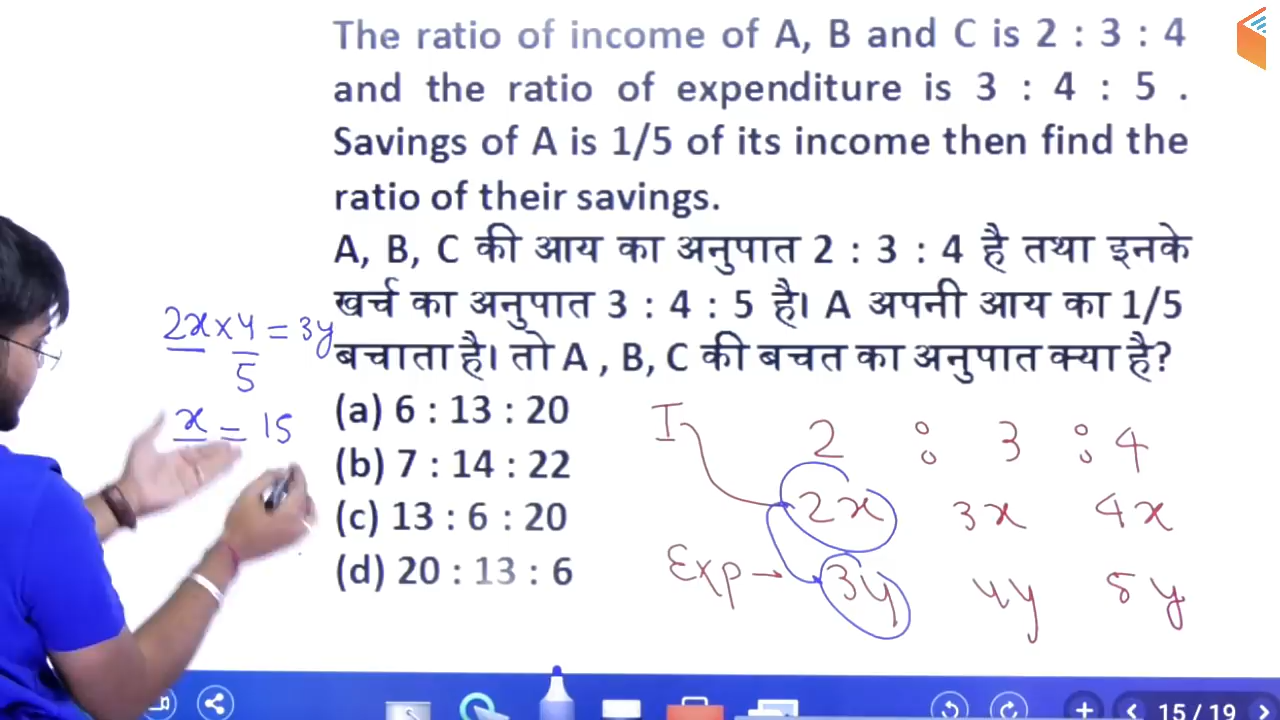 The ratio of income of A, B and C is 2 : 3 : 4
and the ratio of expenditure is 3 : 4 : 5 .
Savings of A is 1/5 of its income then find the
ratio of their savings.
A, B, C की आय का अनुपात 2 : 3 : 4 है तथा इनके
खर्च का अनुपात 3 : 4 : 5 है। A अपनी आय का 1/5
बचाता है। तो A , B, C की बचत का अनुपात क्या है?
(a) 6 : 13 : 20
(b) 7 : 14 : 22
(c) 13 : 6 : 20
(d) 20 : 13 : 6
2x × 4 = 3y
5
x = 15
I 2 : 3 : 4
2x 3x 4x
Exp → 3y 4y 5y
15 / 19